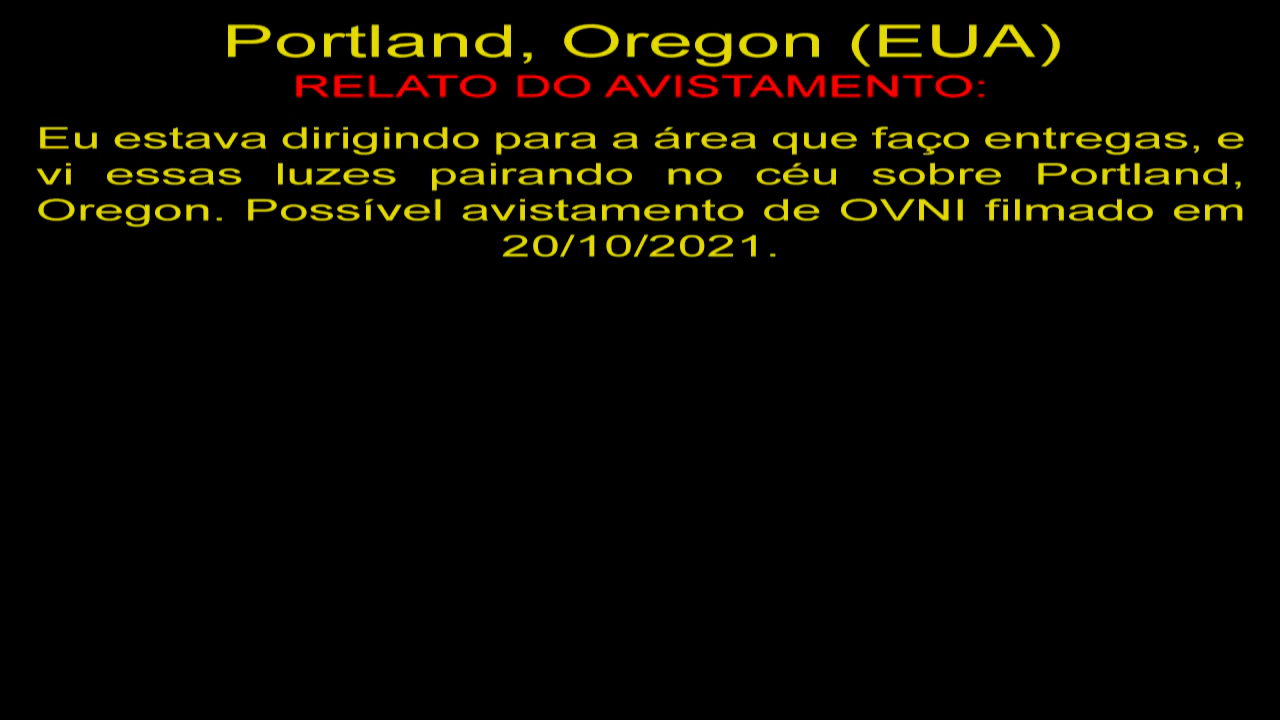 Portland, Oregon (EUA)
RELATO DO AVISTAMENTO:
Eu estava dirigindo para a área que faço entregas, e
vi essas luzes pairando no céu sobre Portland,
Oregon. Possível avistamento de OVNI filmado em
20/10/2021.